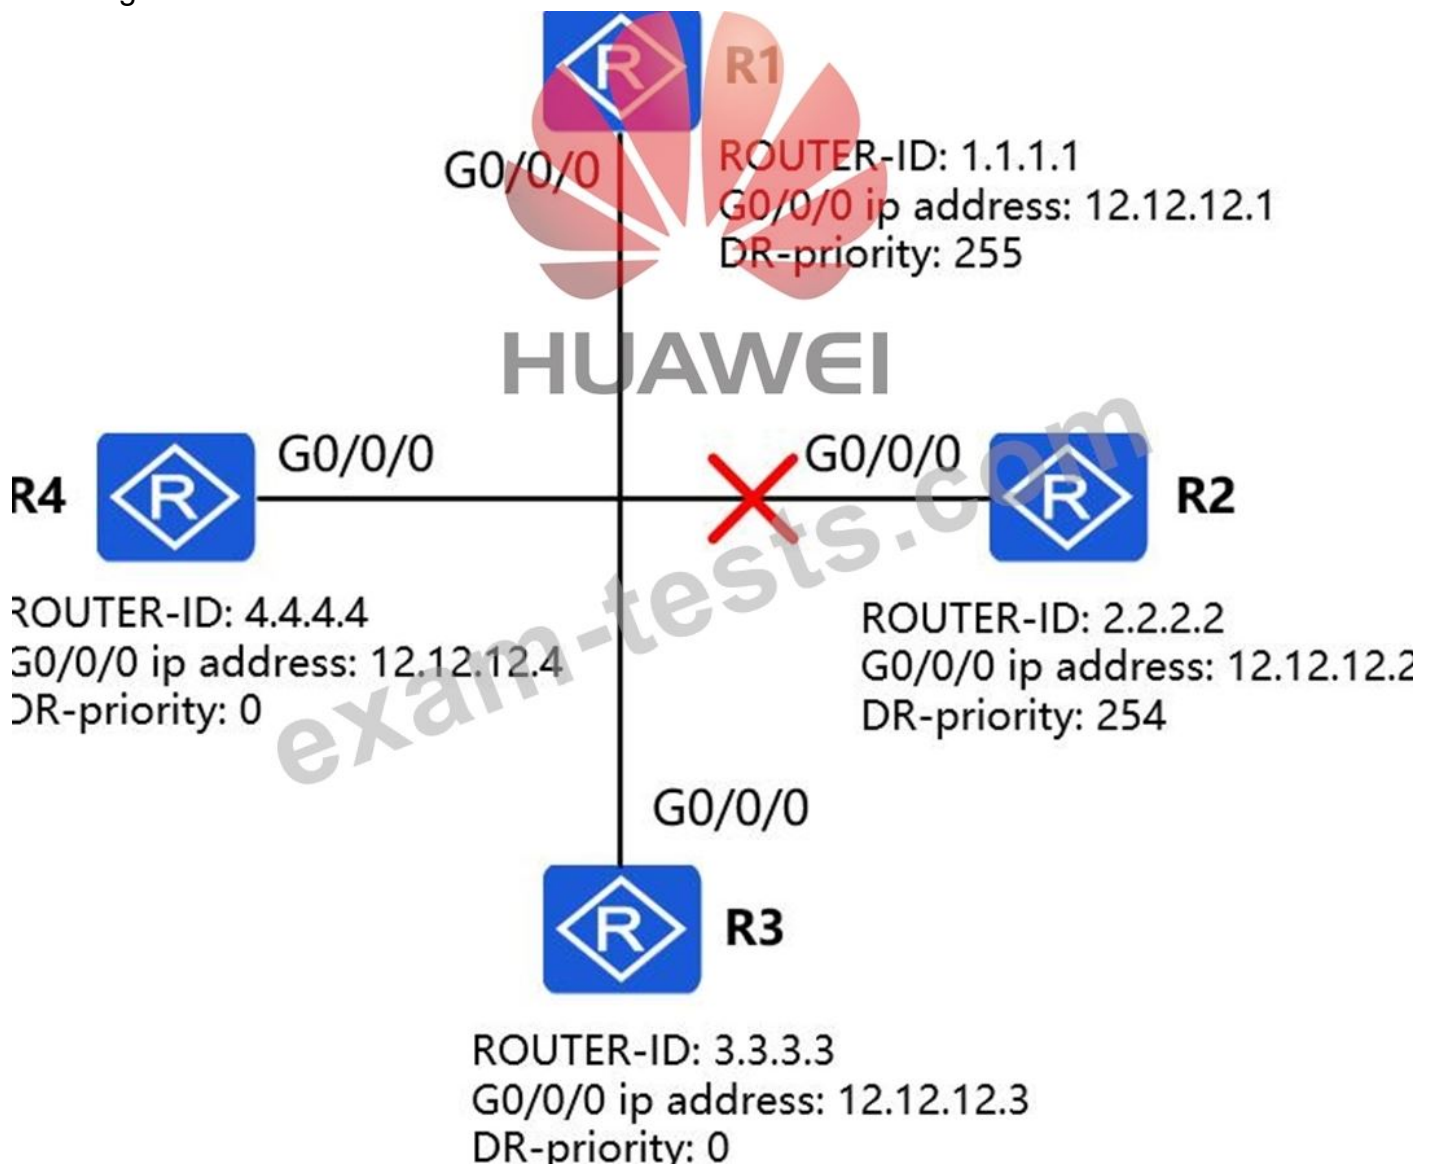 R1
G0/0/0
ROUTER-ID: 1.1.1.1
G0/0/0 ip address: 12.12.12.1
DR-priority: 255
HUAWEI
R4
G0/0/0
G0/0/0
R2
ROUTER-ID: 4.4.4.4
G0/0/0 ip address: 12.12.12.4
DR-priority: 0
ROUTER-ID: 2.2.2.2
G0/0/0 ip address: 12.12.12.2
DR-priority: 254
exam-tests.com
G0/0/0
R3
ROUTER-ID: 3.3.3.3
G0/0/0 ip address: 12.12.12.3
DR-priority: 0